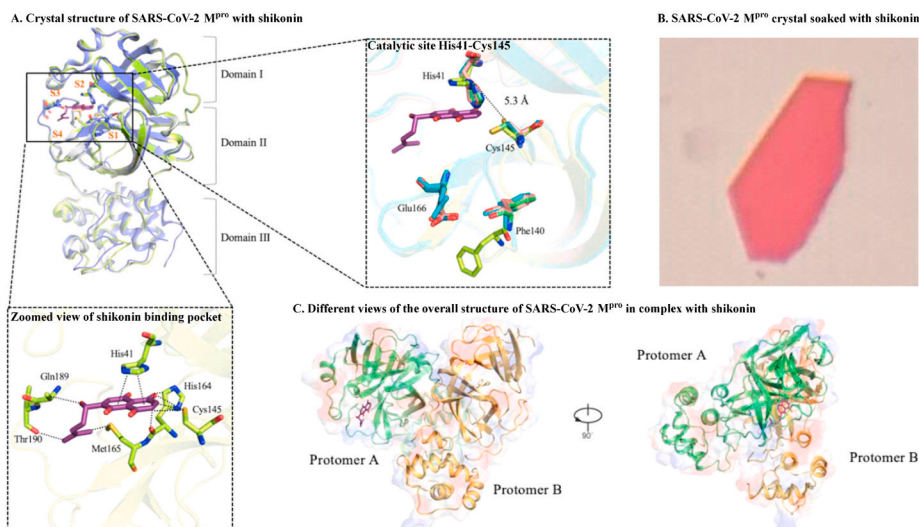 A. Crystal structure of SARS-CoV-2 Mpro with shikonin
B. SARS-CoV-2 Mpro crystal soaked with shikonin
S3
S2
S4
S1
Domain I
Domain II
Domain III
Catalytic site His41-Cys145
His41
5.3 Å
Cys145
Glu166
Phe140
Zoomed view of shikonin binding pocket
His41
Gln189
His164
Cys145
Thr190
Met165
C. Different views of the overall structure of SARS-CoV-2 Mpro in complex with shikonin
Protomer A
Protomer B
90°
Protomer A
Protomer B